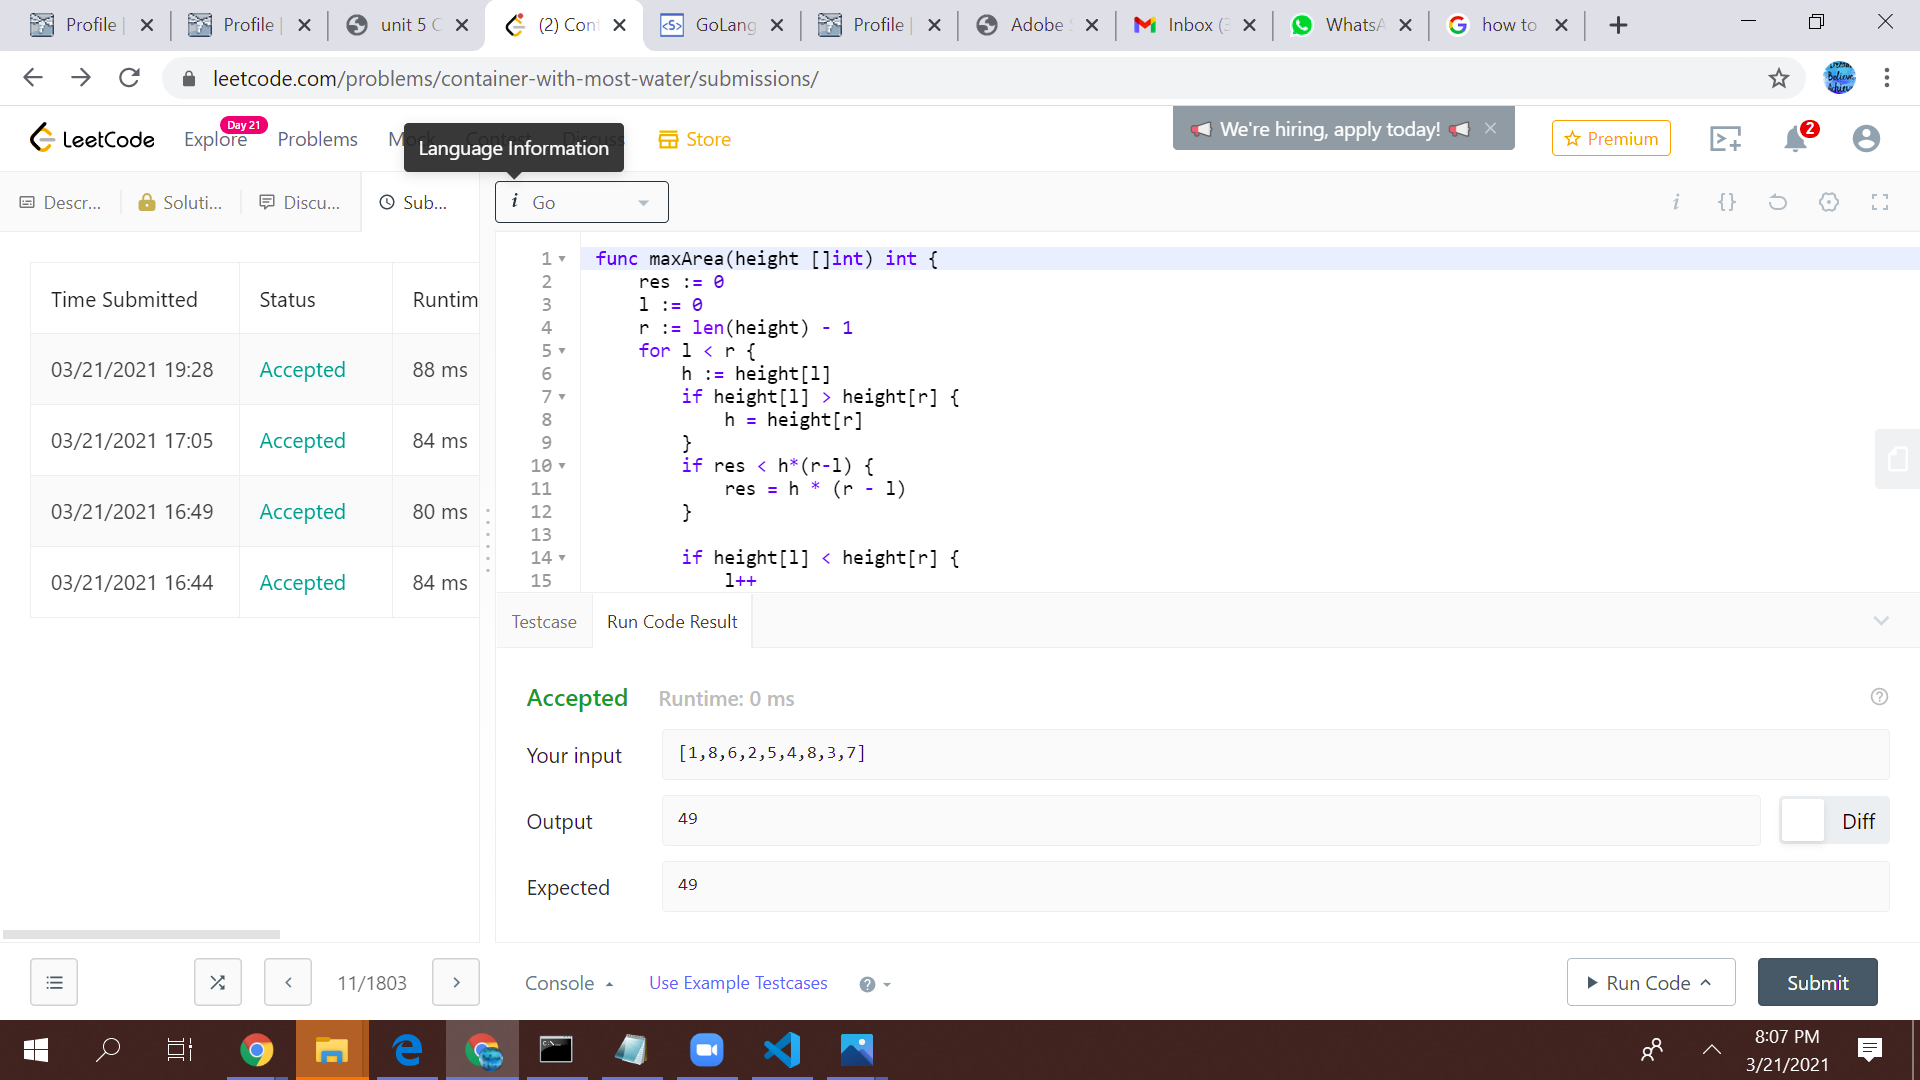 Profile
Profile
unit 5 C
(2) Cont
GoLang
Profile
Adobe S
Inbox (3
WhatsA
how to
leetcode.com/problems/container-with-most-water/submissions/
LeetCode
Explore
Day 21
Problems
Store
Language Information
We're hiring, apply today!
Premium
2
Descr...
Soluti...
Discu...
Sub...
i Go
Time Submitted Status Runtim
03/21/2021 19:28 Accepted 88 ms
03/21/2021 17:05 Accepted 84 ms
03/21/2021 16:49 Accepted 80 ms
03/21/2021 16:44 Accepted 84 ms
1 func maxArea(height []int) int {
2 res := 0
3 l := 0
4 r := len(height) - 1
5 for l < r {
6 h := height[l]
7 if height[l] > height[r] {
8 h = height[r]
9 }
10 if res < h*(r-l) {
11 res = h * (r - l)
12 }
13
14 if height[l] < height[r] {
15 l++
Testcase
Run Code Result
Accepted Runtime: 0 ms
Your input [1,8,6,2,5,4,8,3,7]
Output 49
Diff
Expected 49
11/1803
Console
Use Example Testcases
Run Code
Submit
8:07 PM
3/21/2021